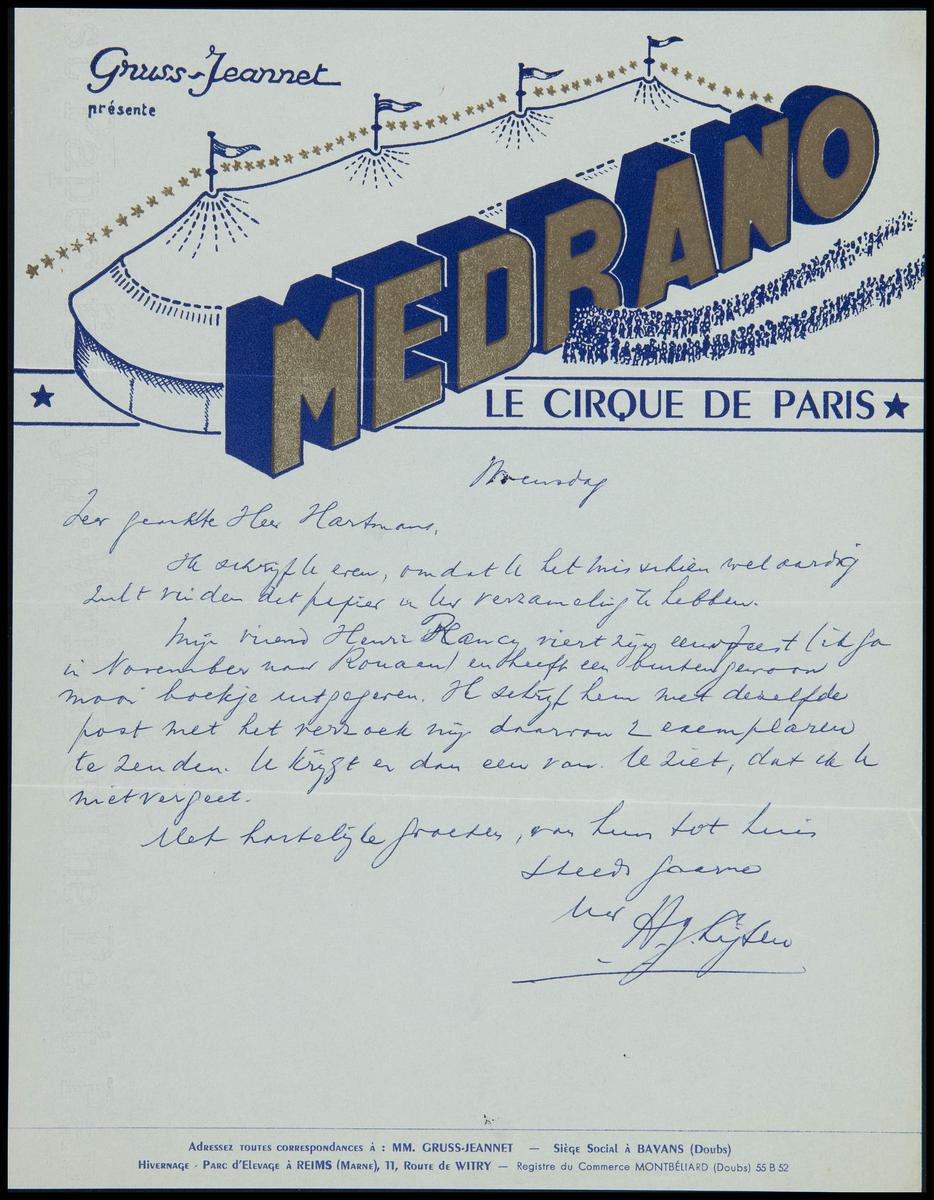 Gruss-Jeannet
présente
MEDRANO
LE CIRQUE DE PARIS
Woensdag
Zeer geachte Heer Hartmans,
Ik schrijf U even, omdat U het misschien wel aardig
zult vinden dit papier in Uw verzameling te hebben.
Mijn vriend Henri Rancy viert zijn eeuwfeest (ik ga
in November naar Rouaan) en heeft een buitengewoon
mooi boekje uitgegeven. Ik schrijf hem met dezelfde
post met het verzoek mij daarvan 2 exemplaren
te zenden. U krijgt er dan een van. U ziet, dat ik U
niet vergeet.
Met hartelijke groeten, van huis tot huis
steeds gaarne
Uw
ADRESSEZ TOUTES CORRESPONDANCES À : MM. GRUSS-JEANNET — SIÈGE SOCIAL À BAVANS (DOUBS)
HIVERNAGE - PARC D'ELEVAGE À REIMS (MARNE), 11, ROUTE DE WITRY — Registre du Commerce MONTBÉLIARD (Doubs) 55 B 52